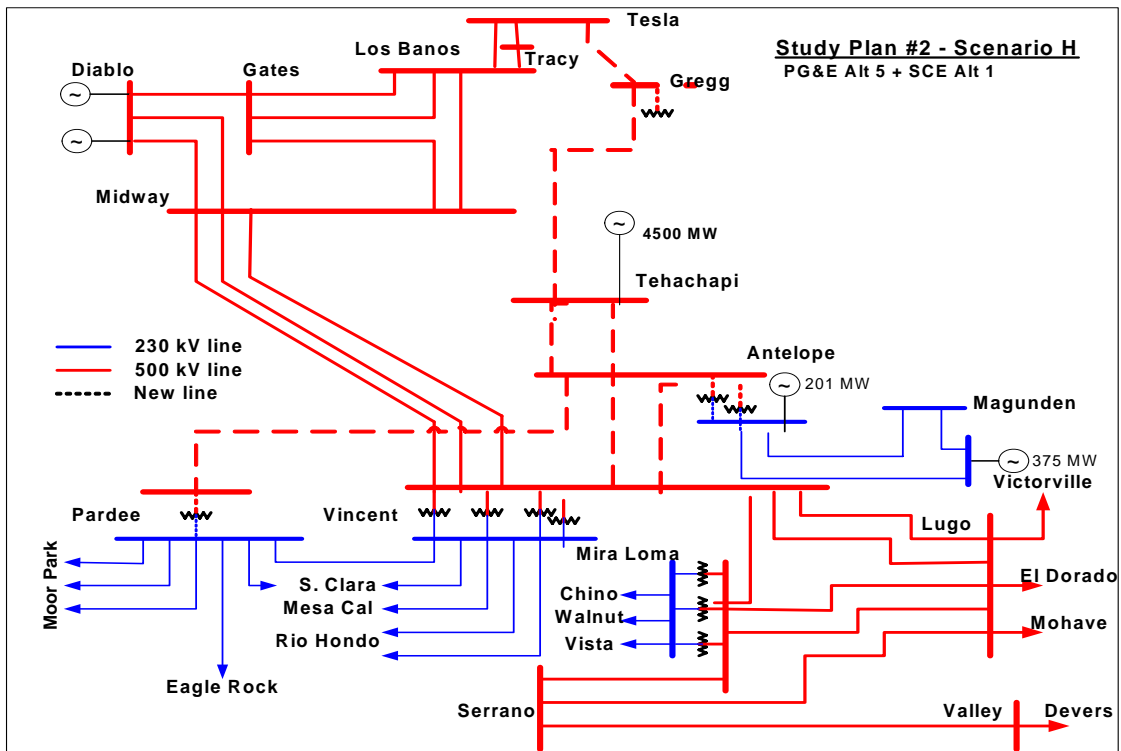 Tesla
Los Banos
Tracy
Study Plan #2 - Scenario H
PG&E Alt 5 + SCE Alt 1
Diablo
Gates
Gregg
~
~
Midway
~
4500 MW
Tehachapi
230 kV line
500 kV line
New line
Antelope
~
201 MW
Magunden
~
375 MW
Victorville
Pardee
Vincent
Lugo
Mira Loma
Moor Park
S. Clara
Chino
El Dorado
Mesa Cal
Walnut
Mohave
Rio Hondo
Vista
Eagle Rock
Serrano
Valley
Devers